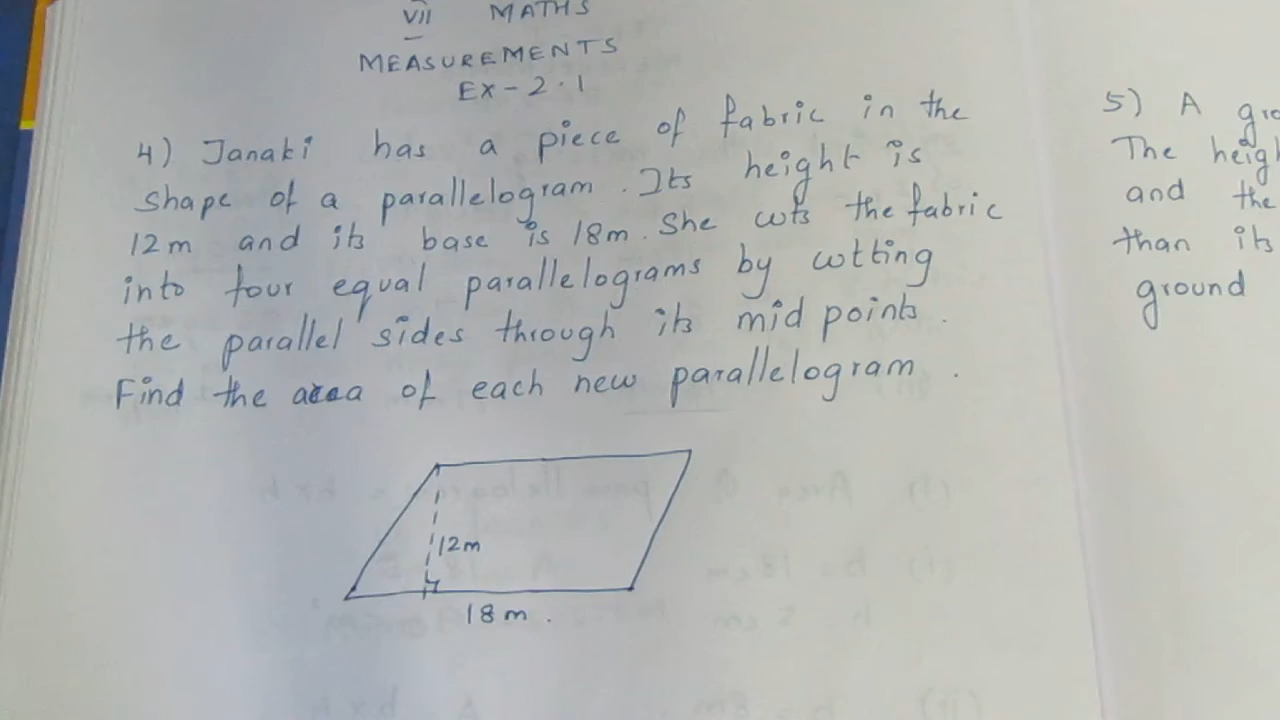 VII MATHS
MEASUREMENTS
EX-2.1
4) Janaki has a piece of fabric in the
shape of a parallelogram. Its height is
12m and its base is 18m. She cuts the fabric
into four equal parallelograms by cutting
the parallel sides through its mid points.
Find the area of each new parallelogram.
12m
18m.
5) A
The
and the
than its
ground